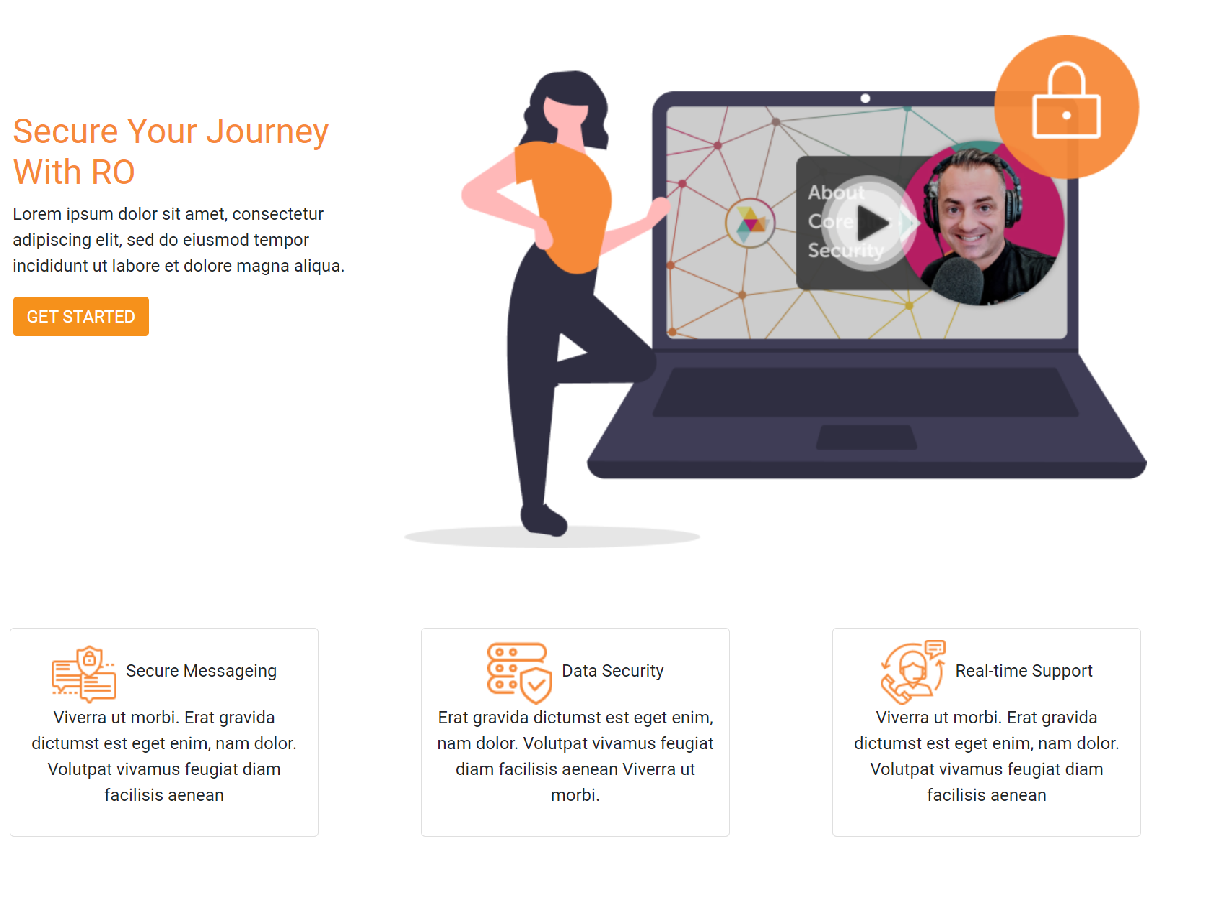 Secure Your Journey
With RO
Lorem ipsum dolor sit amet, consectetur
adipiscing elit, sed do eiusmod tempor
incididunt ut labore et dolore magna aliqua.
GET STARTED
About
Core
Security
Secure Messageing
Viverra ut morbi. Erat gravida
dictumst est eget enim, nam dolor.
Volutpat vivamus feugiat diam
facilisis aenean
Data Security
Erat gravida dictumst est eget enim,
nam dolor. Volutpat vivamus feugiat
diam facilisis aenean Viverra ut
morbi.
Real-time Support
Viverra ut morbi. Erat gravida
dictumst est eget enim, nam dolor.
Volutpat vivamus feugiat diam
facilisis aenean